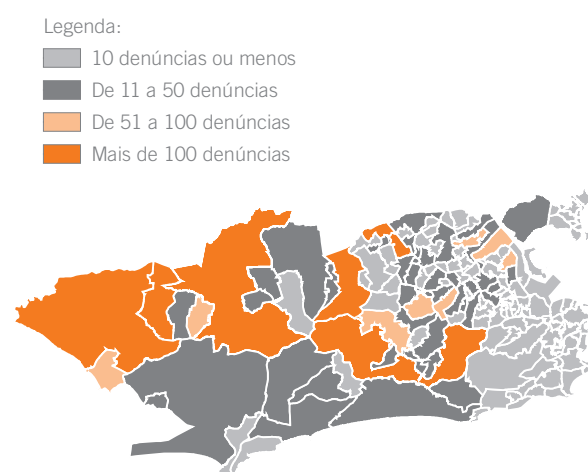 Legenda:
10 denúncias ou menos
De 11 a 50 denúncias
De 51 a 100 denúncias
Mais de 100 denúncias